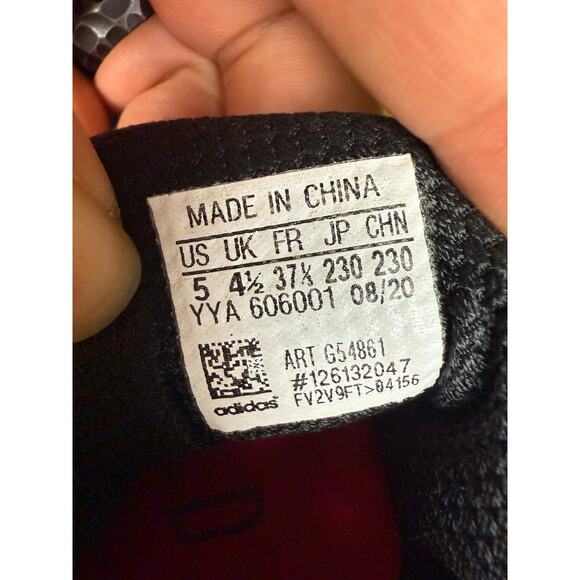 MADE IN CHINA
US UK FR JP CHN
5 4½ 37⅓ 230 230
YYA 606001 08/20
ART G54861
#126132047
FV2V9FT>04156
adidas